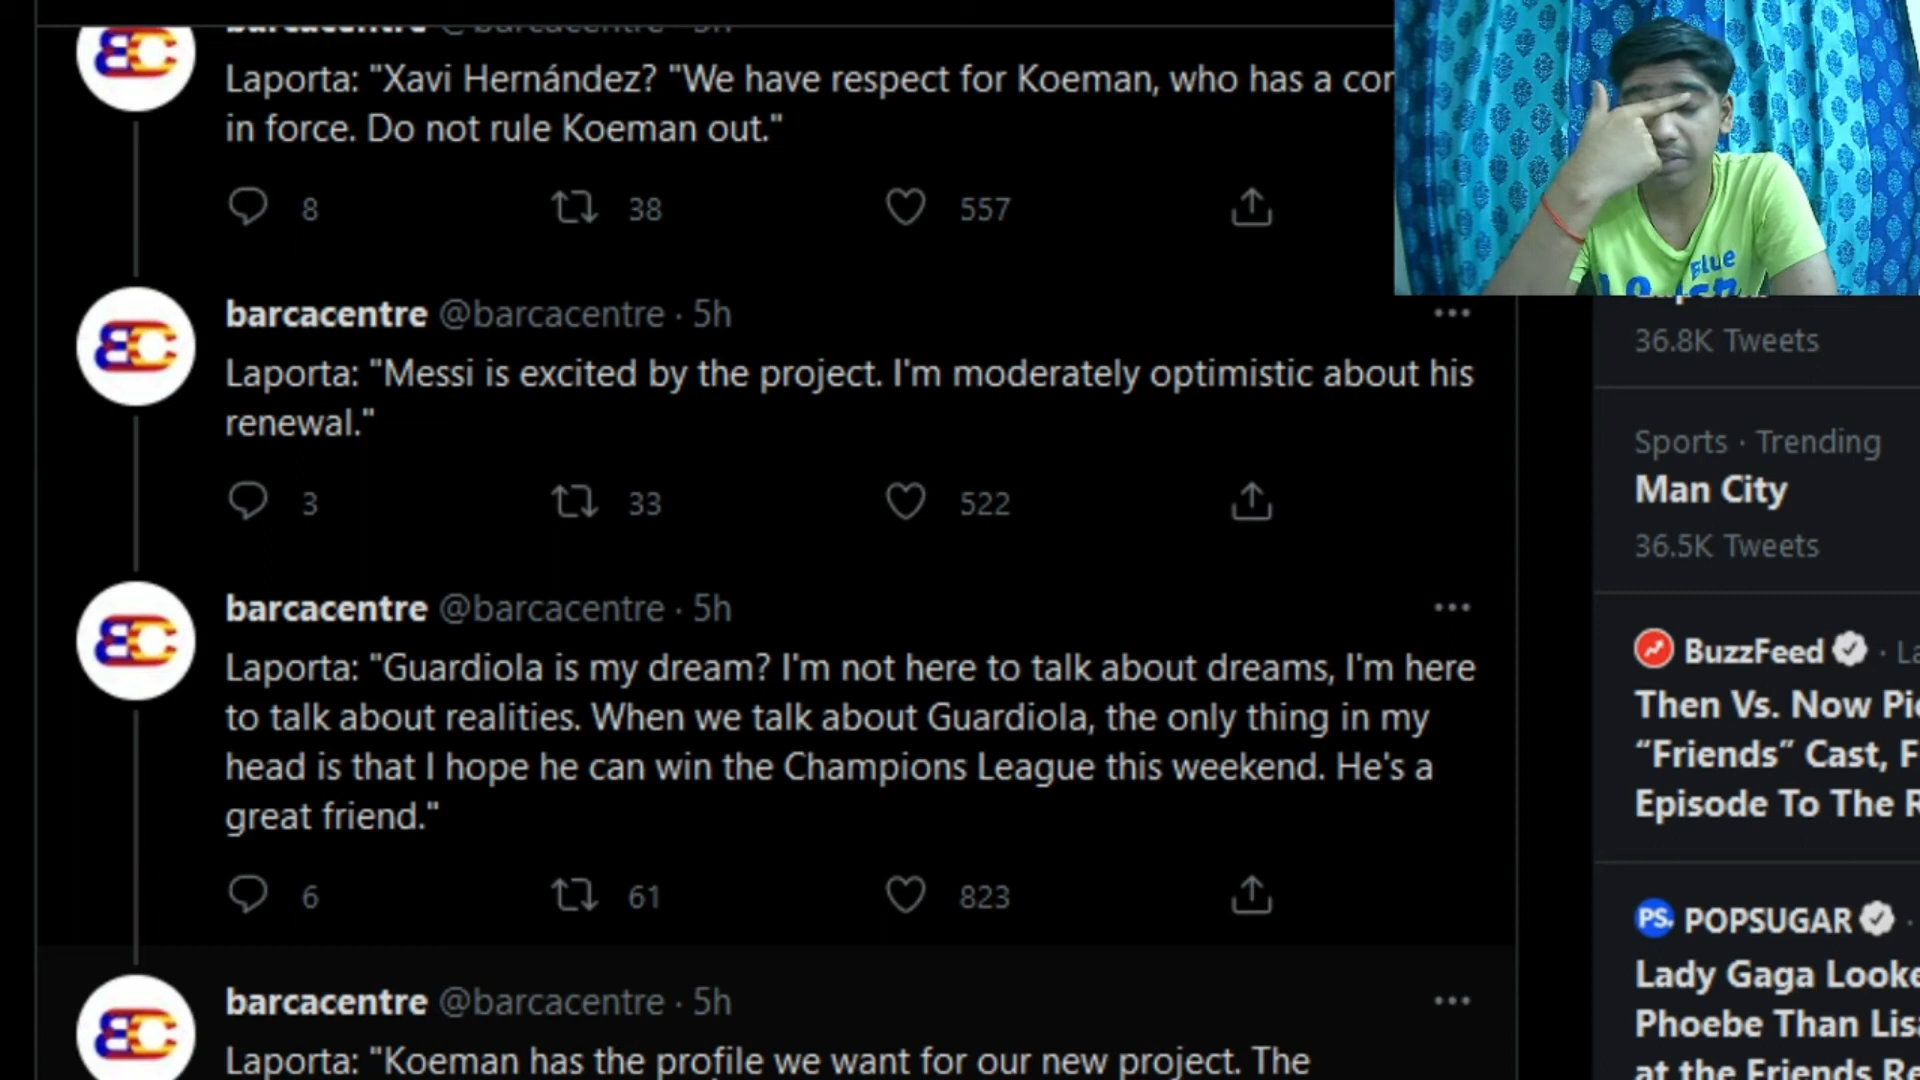 barcacentre @barcacentre · 5h
Laporta: "Xavi Hernández? "We have respect for Koeman, who has a
in force. Do not rule Koeman out."
8 38 557
barcacentre @barcacentre · 5h
Laporta: "Messi is excited by the project. I'm moderately optimistic about his
renewal."
3 33 522
barcacentre @barcacentre · 5h
Laporta: "Guardiola is my dream? I'm not here to talk about dreams, I'm here
to talk about realities. When we talk about Guardiola, the only thing in my
head is that I hope he can win the Champions League this weekend. He's a
great friend."
6 61 823
barcacentre @barcacentre · 5h
Laporta: "Koeman has the profile we want for our new project. The
Blue
36.8K Tweets
Sports · Trending
Man City
36.5K Tweets
BuzzFeed ·
Then Vs. Now
“Friends” Cast,
Episode To The
PS. POPSUGAR ·
Lady Gaga
Phoebe Than
at the Friends